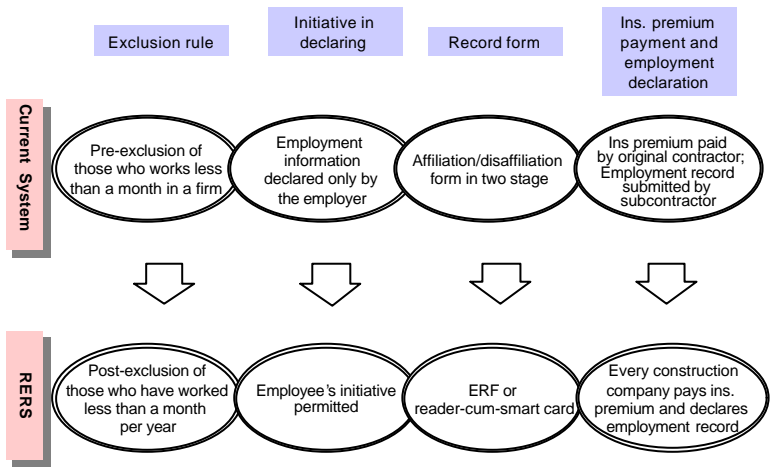 Exclusion rule
Initiative in
declaring
Record form
Ins. premium
payment and
employment
declaration
Current System
Pre-exclusion of
those who works less
than a month in a firm
Employment
information
declared only by
the employer
Affiliation/disaffiliation
form in two stage
Ins premium paid
by original contractor;
Employment record
submitted by
subcontractor
RERS
Post-exclusion of
those who have worked
less than a month
per year
Employee's initiative
permitted
ERF or
reader-cum-smart card
Every construction
company pays ins.
premium and declares
employment record